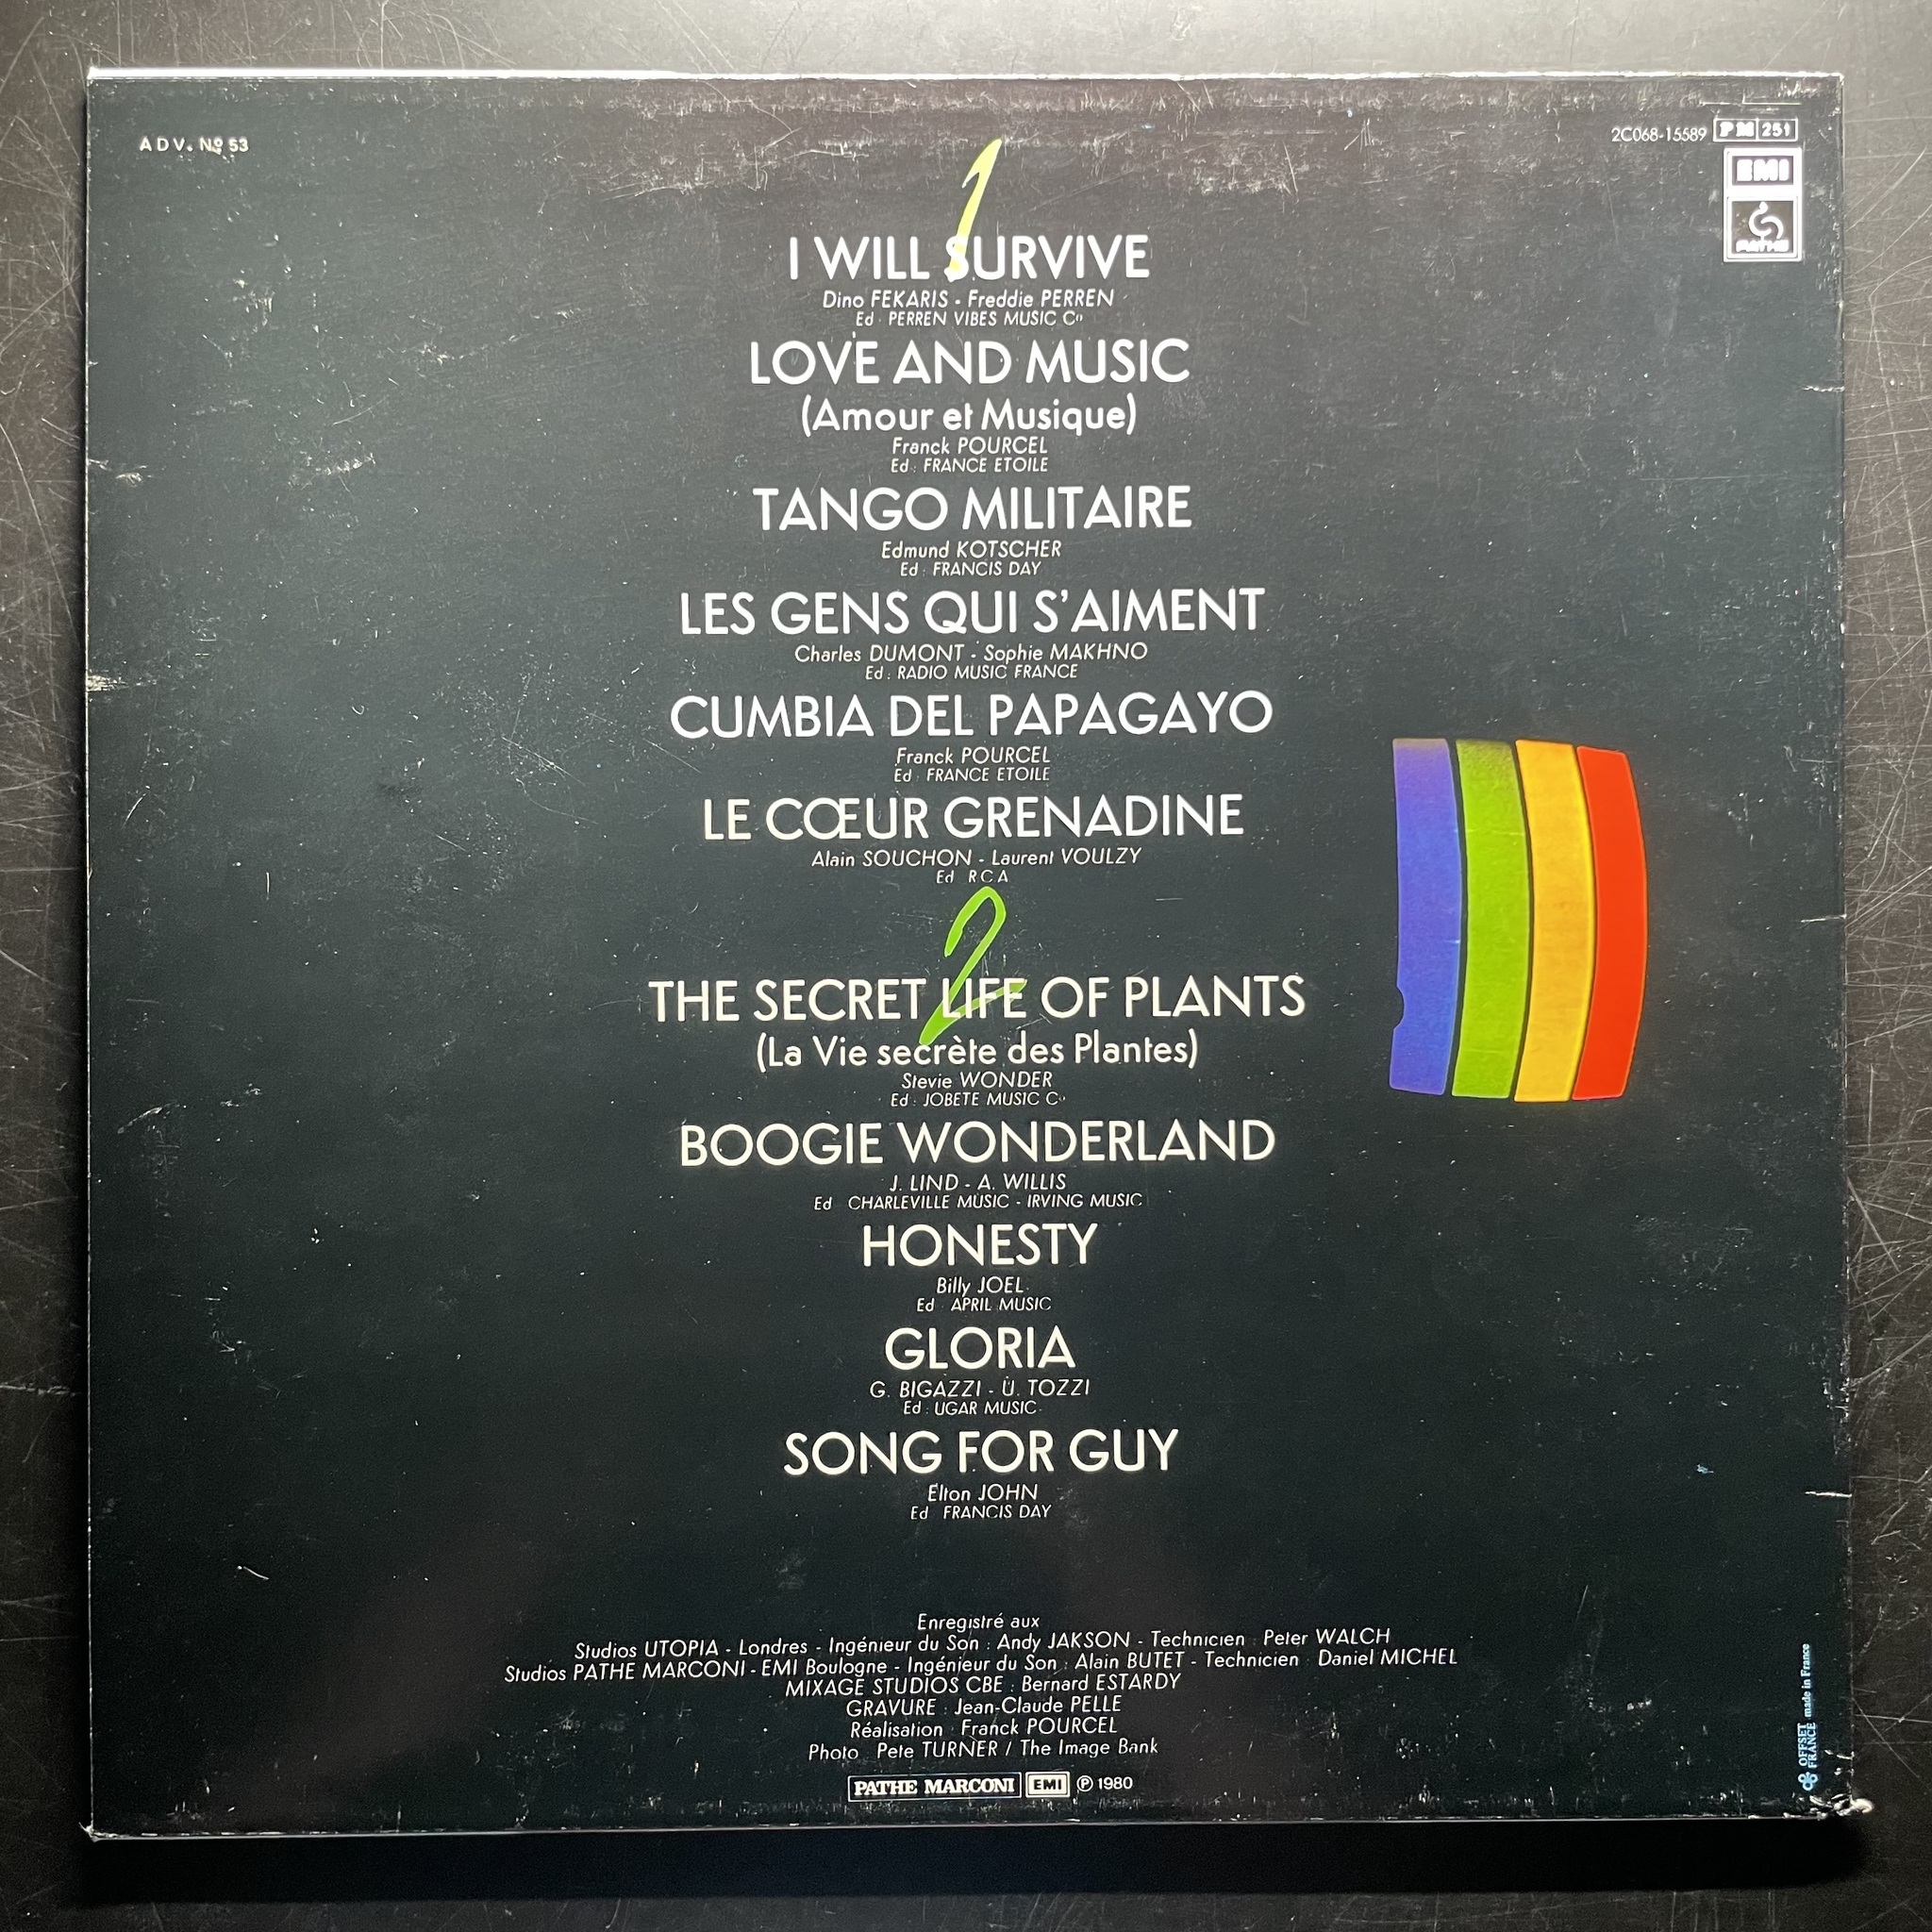 ADV. Nº 53
2C068-15589 PM 251
EMI
PATHE
1
I WILL SURVIVE
Dino FEKARIS - Freddie PERREN
Ed : PERREN VIBES MUSIC Co
LOVE AND MUSIC
(Amour et Musique)
Franck POURCEL
Ed : FRANCE ETOILE
TANGO MILITAIRE
Edmund KOTSCHER
Ed : FRANCIS DAY
LES GENS QUI S'AIMENT
Charles DUMONT - Sophie MAKHNO
Ed : RADIO MUSIC FRANCE
CUMBIA DEL PAPAGAYO
Franck POURCEL
Ed : FRANCE ETOILE
LE CŒUR GRENADINE
Alain SOUCHON - Laurent VOULZY
Ed RCA
2
THE SECRET LIFE OF PLANTS
(La Vie secrète des Plantes)
Stevie WONDER
Ed : JOBETE MUSIC Co
BOOGIE WONDERLAND
J. LIND - A. WILLIS
Ed CHARLEVILLE MUSIC - IRVING MUSIC
HONESTY
Billy JOEL
Ed APRIL MUSIC
GLORIA
G. BIGAZZI - U. TOZZI
Ed : UGAR MUSIC
SONG FOR GUY
Elton JOHN
Ed FRANCIS DAY
Enregistré aux
Studios UTOPIA - Londres - Ingénieur du Son : Andy JAKSON - Technicien : Peter WALCH
Studios PATHE MARCONI - EMI Boulogne - Ingénieur du Son : Alain BUTET - Technicien : Daniel MICHEL
MIXAGE STUDIOS CBE : Bernard ESTARDY
GRAVURE : Jean-Claude PELLE
Réalisation : Franck POURCEL
Photo Pete TURNER / The Image Bank
PATHE MARCONI EMI ℗ 1980
OFFSET FRANCE made in France